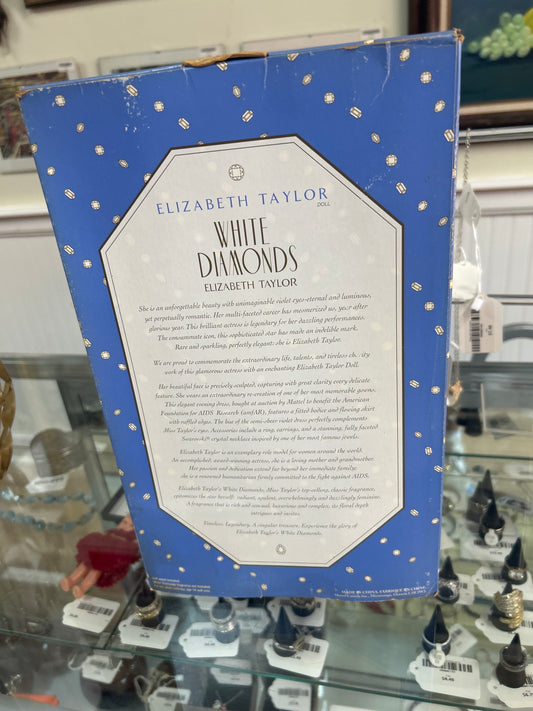 ELIZABETH TAYLOR
DOLL
WHITE
DIAMONDS
ELIZABETH TAYLOR
She is an unforgettable beauty with unimaginable violet eyes-eternal and luminous,
yet perpetually romantic. Her multi-faceted career has mesmerized us, year after
glorious year. This brilliant actress is legendary for her dazzling performances.
The consummate icon, this sophisticated star has made an indelible mark.
Rare and sparkling, perfectly elegant: she is Elizabeth Taylor.
We are proud to commemorate the extraordinary life, talents, and tireless charity
work of this glamorous actress with an enchanting Elizabeth Taylor Doll.
Her beautiful face is precisely sculpted, capturing with great clarity every delicate
feature. She wears an extraordinary re-creation of one of her most memorable gowns.
This elegant evening dress, bought at auction by Mattel to benefit the American
Foundation for AIDS Research (amfAR), features a fitted bodice and flowing skirt
with ruffled edges. The hue of the semi-sheer violet dress perfectly complements
Miss Taylor's eyes. Accessories include a ring, earrings, and a stunning, fully faceted
Swarovski® crystal necklace inspired by one of her most famous jewels.
Elizabeth Taylor is an exemplary role model for women around the world.
An accomplished, award-winning actress, she is a loving mother and grandmother.
Her passion and dedication extend far beyond her immediate family;
she is a renowned humanitarian firmly committed to the fight against AIDS.
Elizabeth Taylor's White Diamonds, Miss Taylor's top-selling, classic fragrance,
epitomizes the star herself: radiant, opulent, overwhelmingly and dazzlingly feminine.
A fragrance that is rich and unusual, luxurious and complex, its floral depth
intrigues and invites.
Timeless. Legendary. A singular treasure. Experience the glory of
Elizabeth Taylor's White Diamonds.
MADE IN CHINA. FABRIQUÉ EN CHINE.